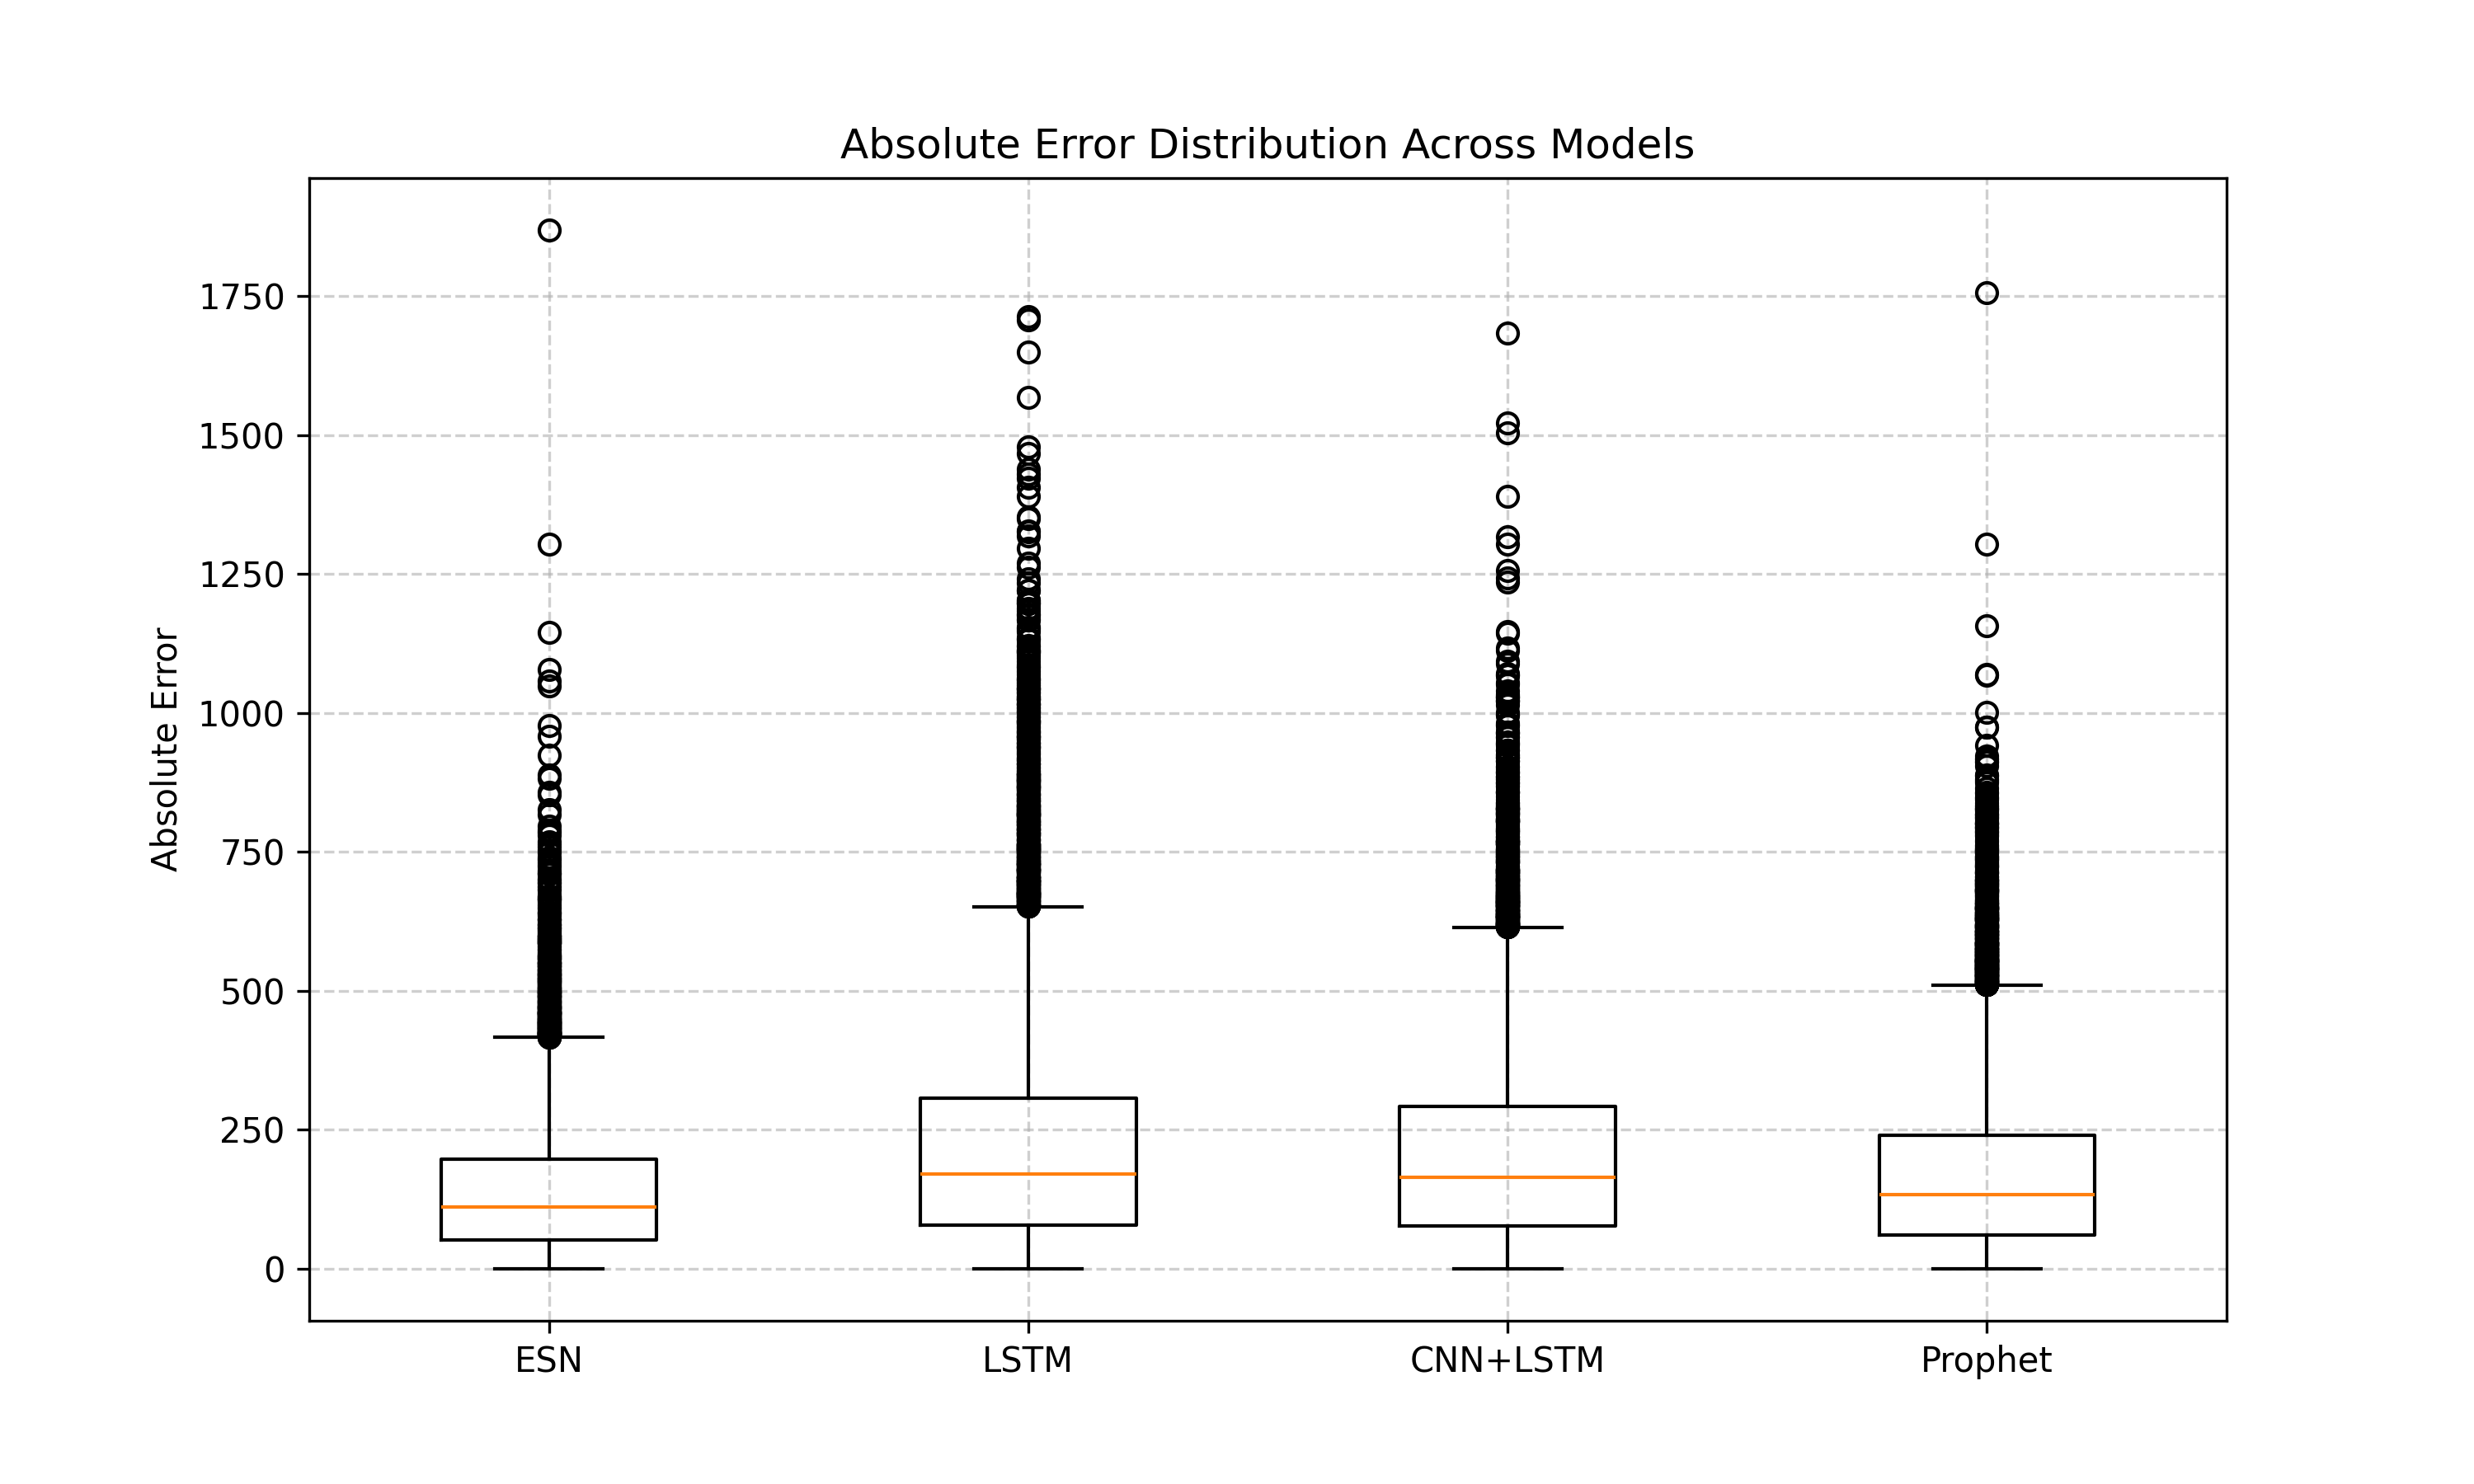 Absolute Error Distribution Across Models
Absolute Error
1750
1500
1250
1000
750
500
250
0
ESN
LSTM
CNN+LSTM
Prophet